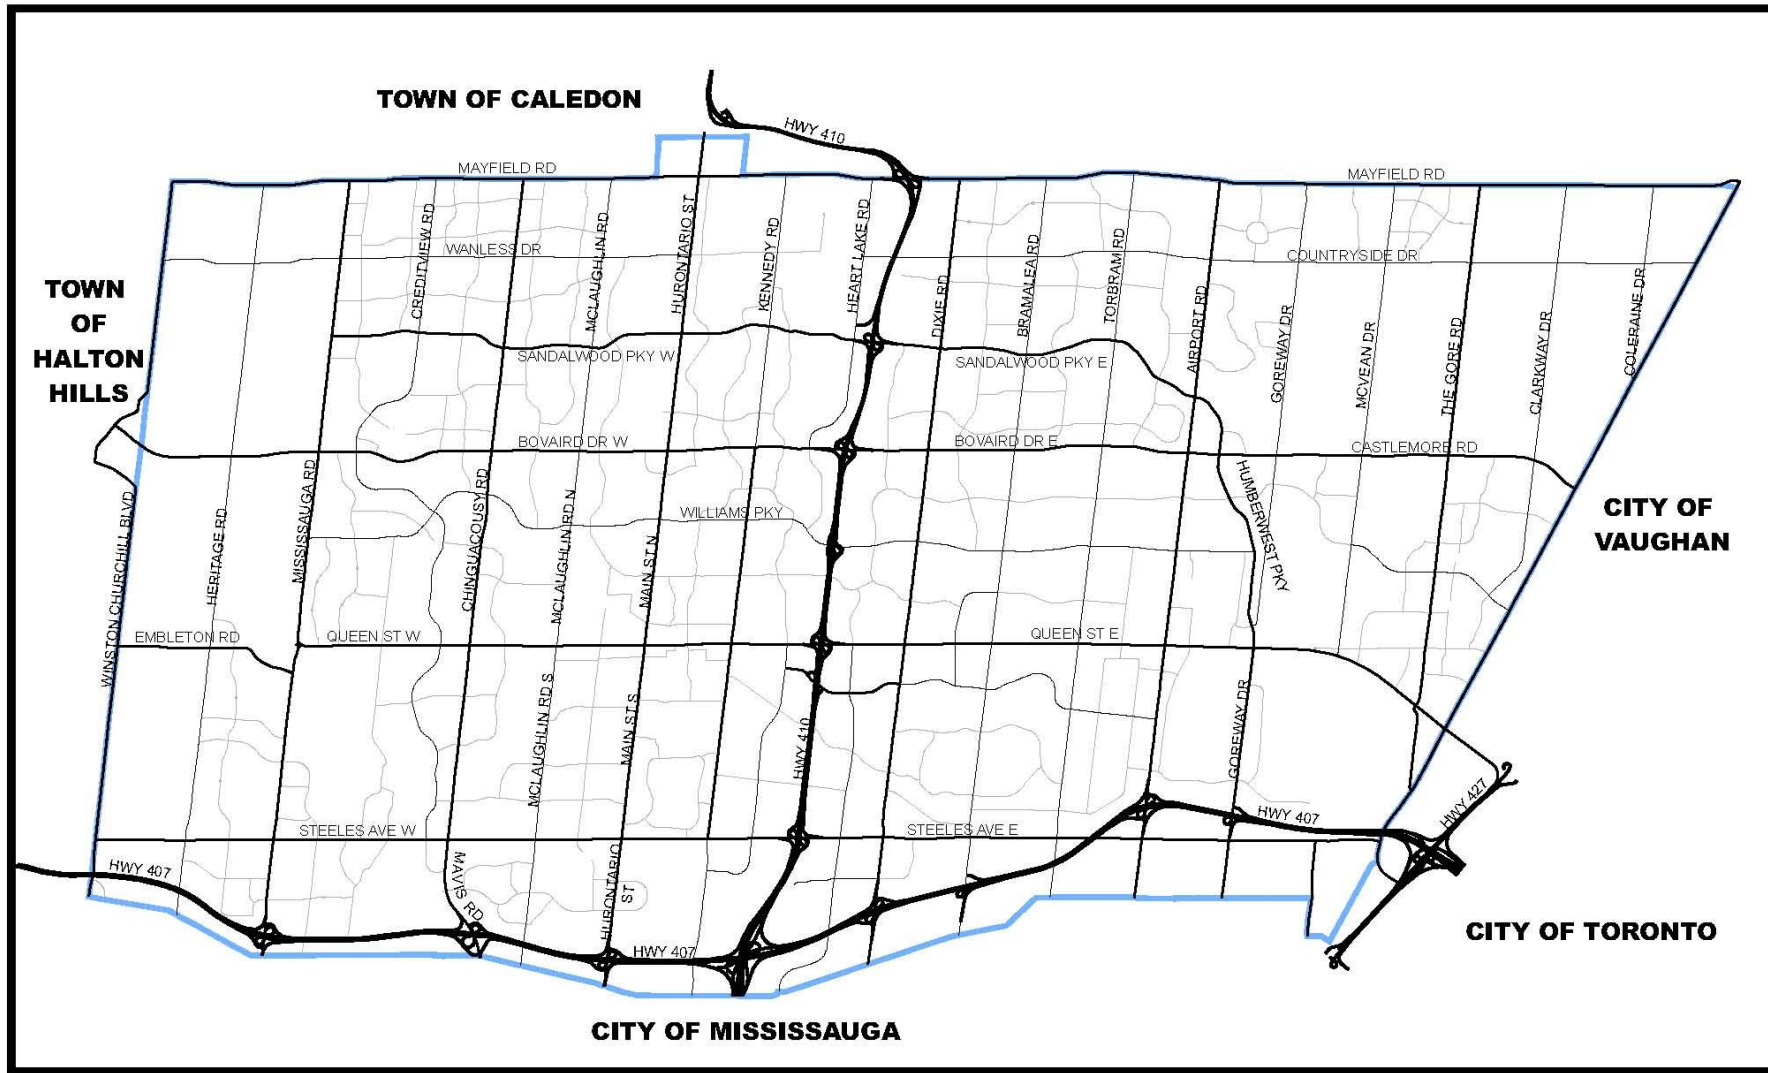 TOWN OF CALEDON
HWY 410
MAYFIELD RD
MAYFIELD RD
CREDITVIEW RD
MCLAUGHLIN RD
HURONTARIO ST
KENNEDY RD
HEART LAKE RD
DIXIE RD
BRAMALEA RD
TORBRAM RD
AIRPORT RD
GOREWAY DR
MCVEAN DR
THE GORE RD
CLARKWAY DR
COLERAINE DR
WANLESS DR
COUNTRYSIDE DR
TOWN
OF
HALTON
HILLS
SANDALWOOD PKY W
SANDALWOOD PKY E
BOVAIRD DR W
BOVAIRD DR E
CASTLEMORE RD
WINSTON CHURCHILL BLVD
HERITAGE RD
MISSISSAUGA RD
CHINGUACOUSY RD
MCLAUGHLIN RD N
MAIN ST N
WILLIAMS PKY
HUMBERWEST PKY
CITY OF
VAUGHAN
EMBLETON RD
QUEEN ST W
QUEEN ST E
MCLAUGHLIN RD S
MAIN ST S
HWY 410
GOREWAY DR
HWY 427
STEELES AVE W
STEELES AVE E
HWY 407
HWY 407
MAVIS RD
HURONTARIO
ST
HWY 407
CITY OF TORONTO
CITY OF MISSISSAUGA